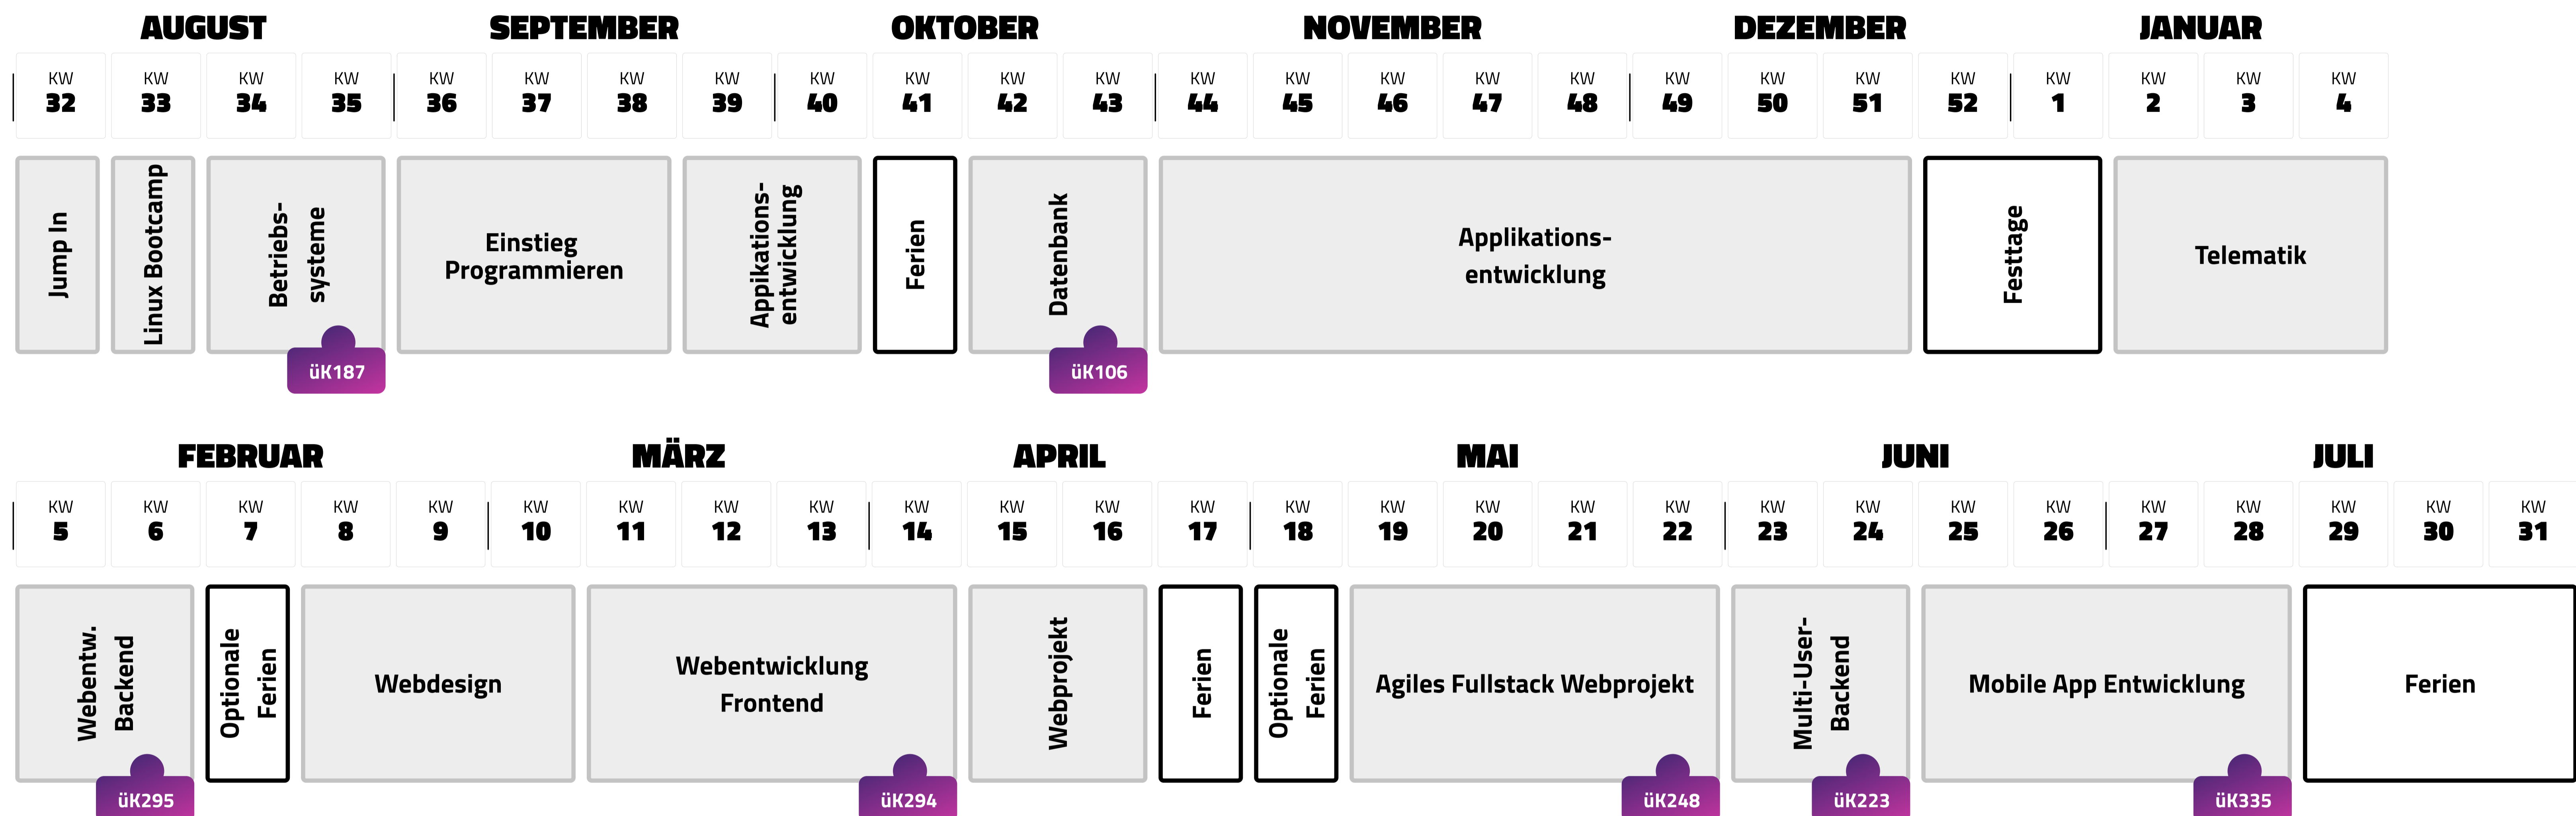 AUGUST SEPTEMBER OKTOBER NOVEMBER DEZEMBER JANUAR
KW KW KW KW KW KW KW KW KW KW KW KW KW KW KW KW KW KW KW KW KW KW KW KW KW
32 33 34 35 36 37 38 39 40 41 42 43 44 45 46 47 48 49 50 51 52 1 2 3 4
Jump In
Linux Bootcamp
Betriebs-
systeme
üK187
Einstieg
Programmieren
Appikations-
entwicklung
Ferien
Datenbank
üK106
Applikations-
entwicklung
Festtage
Telematik
FEBRUAR MÄRZ APRIL MAI JUNI JULI
KW KW KW KW KW KW KW KW KW KW KW KW KW KW KW KW KW KW KW KW KW KW KW KW KW KW KW
5 6 7 8 9 10 11 12 13 14 15 16 17 18 19 20 21 22 23 24 25 26 27 28 29 30 31
Webentw.
Backend
üK295
Optionale
Ferien
Webdesign
Webentwicklung
Frontend
üK294
Webprojekt
Ferien
Optionale
Ferien
Agiles Fullstack Webprojekt
üK248
Multi-User-
Backend
üK223
Mobile App Entwicklung
üK335
Ferien